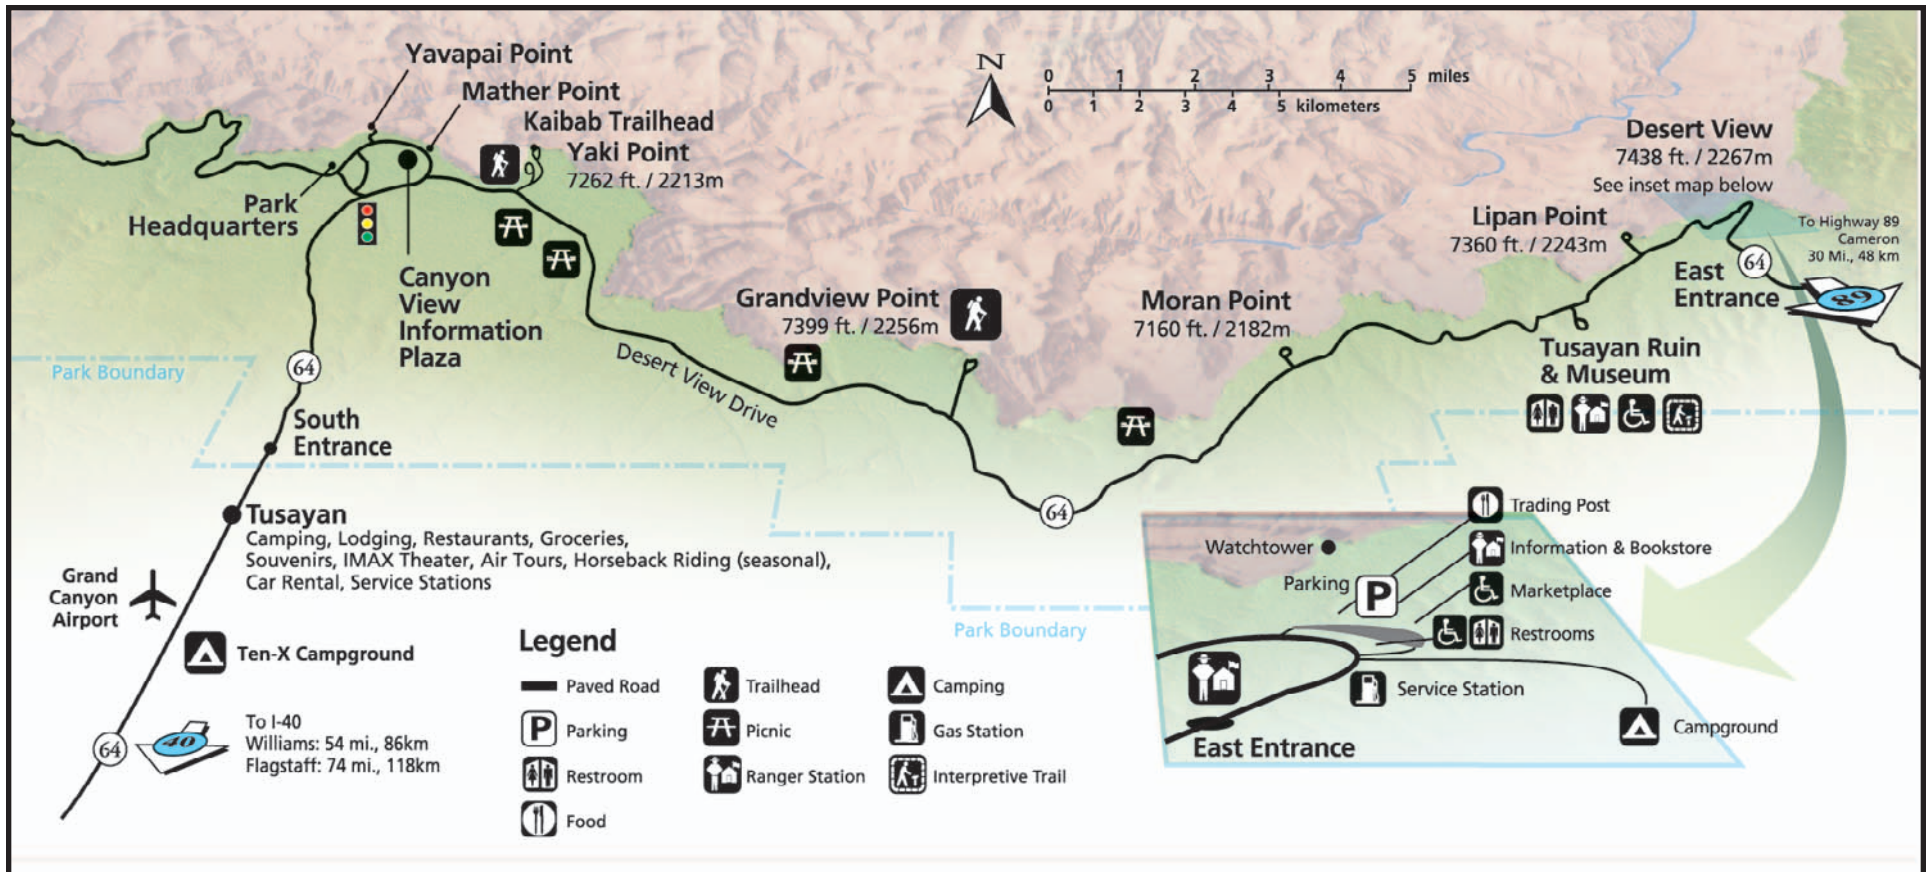 Yavapai Point
Mather Point
Kaibab Trailhead
Yaki Point
7262 ft. / 2213m
N
0 1 2 3 4 5 miles
0 1 2 3 4 5 kilometers
Desert View
7438 ft. / 2267m
See inset map below
Park
Headquarters
Lipan Point
7360 ft. / 2243m
To Highway 89
Cameron
30 Mi., 48 km
64
East
Entrance
89
Canyon
View
Information
Plaza
Grandview Point
7399 ft. / 2256m
Moran Point
7160 ft. / 2182m
Tusayan Ruin
& Museum
Desert View Drive
Park Boundary
64
South
Entrance
64
Tusayan
Camping, Lodging, Restaurants, Groceries,
Souvenirs, IMAX Theater, Air Tours, Horseback Riding (seasonal),
Car Rental, Service Stations
Grand
Canyon
Airport
Ten-X Campground
Park Boundary
64
40
To I-40
Williams: 54 mi., 86km
Flagstaff: 74 mi., 118km
Legend
Paved Road
P Parking
Restroom
Food
Trailhead
Picnic
Ranger Station
Camping
Gas Station
Interpretive Trail
Trading Post
Watchtower
Information & Bookstore
Parking P
Marketplace
Restrooms
Service Station
Campground
East Entrance